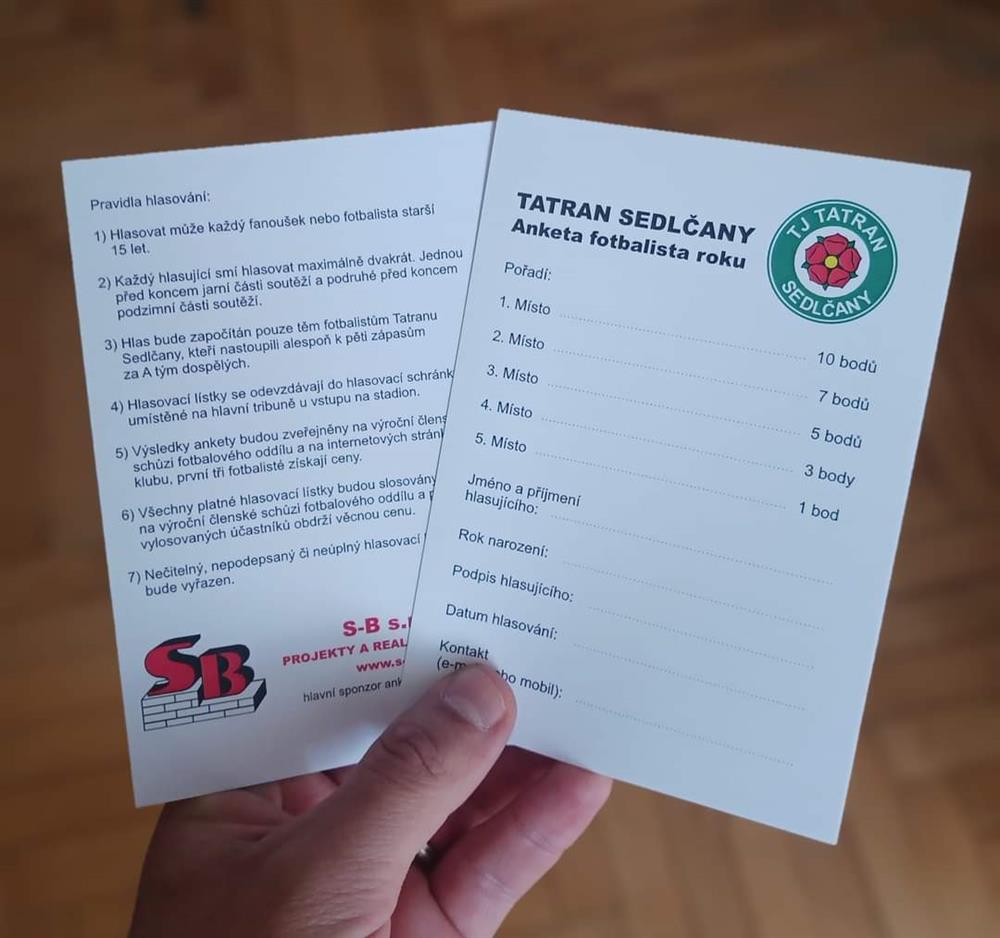 Pravidla hlasování:
1) Hlasovat může každý fanoušek nebo fotbalista starší
15 let.
2) Každý hlasující smí hlasovat maximálně dvakrát. Jednou
před koncem jarní části soutěží a podruhé před koncem
podzimní části soutěží.
3) Hlas bude započítán pouze těm fotbalistům Tatranu
Sedlčany, kteří nastoupili alespoň k pěti zápasům
za A tým dospělých.
4) Hlasovací lístky se odevzdávají do hlasovací schránk
umístěné na hlavní tribuně u vstupu na stadion.
5) Výsledky ankety budou zveřejněny na výroční člens
schůzi fotbalového oddílu a na internetových strán
klubu, první tři fotbalisté získají ceny.
6) Všechny platné hlasovací lístky budou slosovány
na výroční členské schůzi fotbalového oddílu a
vylosovaných účastníků obdrží věcnou cenu.
7) Nečitelný, nepodepsaný či neúplný hlasovací
bude vyřazen.
SB
S-B s.
PROJEKTY A REAL
www.s
hlavní sponzor ank
TATRAN SEDLČANY
Anketa fotbalista roku
TJ TATRAN
SEDLČANY
Pořadí:
1. Místo 10 bodů
2. Místo 7 bodů
3. Místo 5 bodů
4. Místo 3 body
5. Místo 1 bod
Jméno a příjmení
hlasujícího:
Rok narození:
Podpis hlasujícího:
Datum hlasování:
Kontakt
(e-m bo mobil):